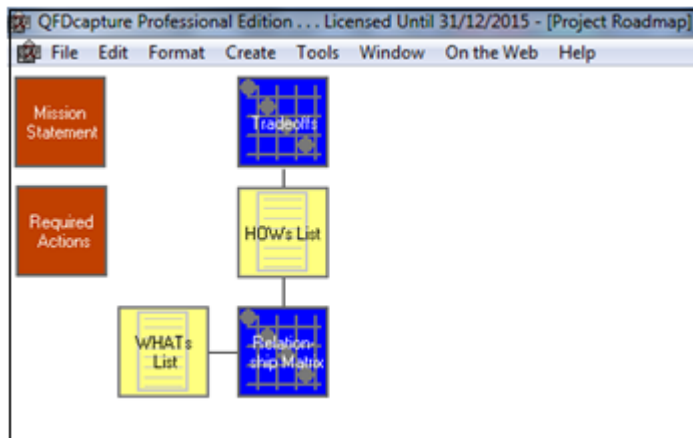 QFDcapture Professional Edition . . . Licensed Until 31/12/2015 - [Project Roadmap]
File Edit Format Create Tools Window On the Web Help
Mission
Statement
Tradeoffs
Required
Actions
HOWs List
WHATs
List
Relation-
ship Matrix